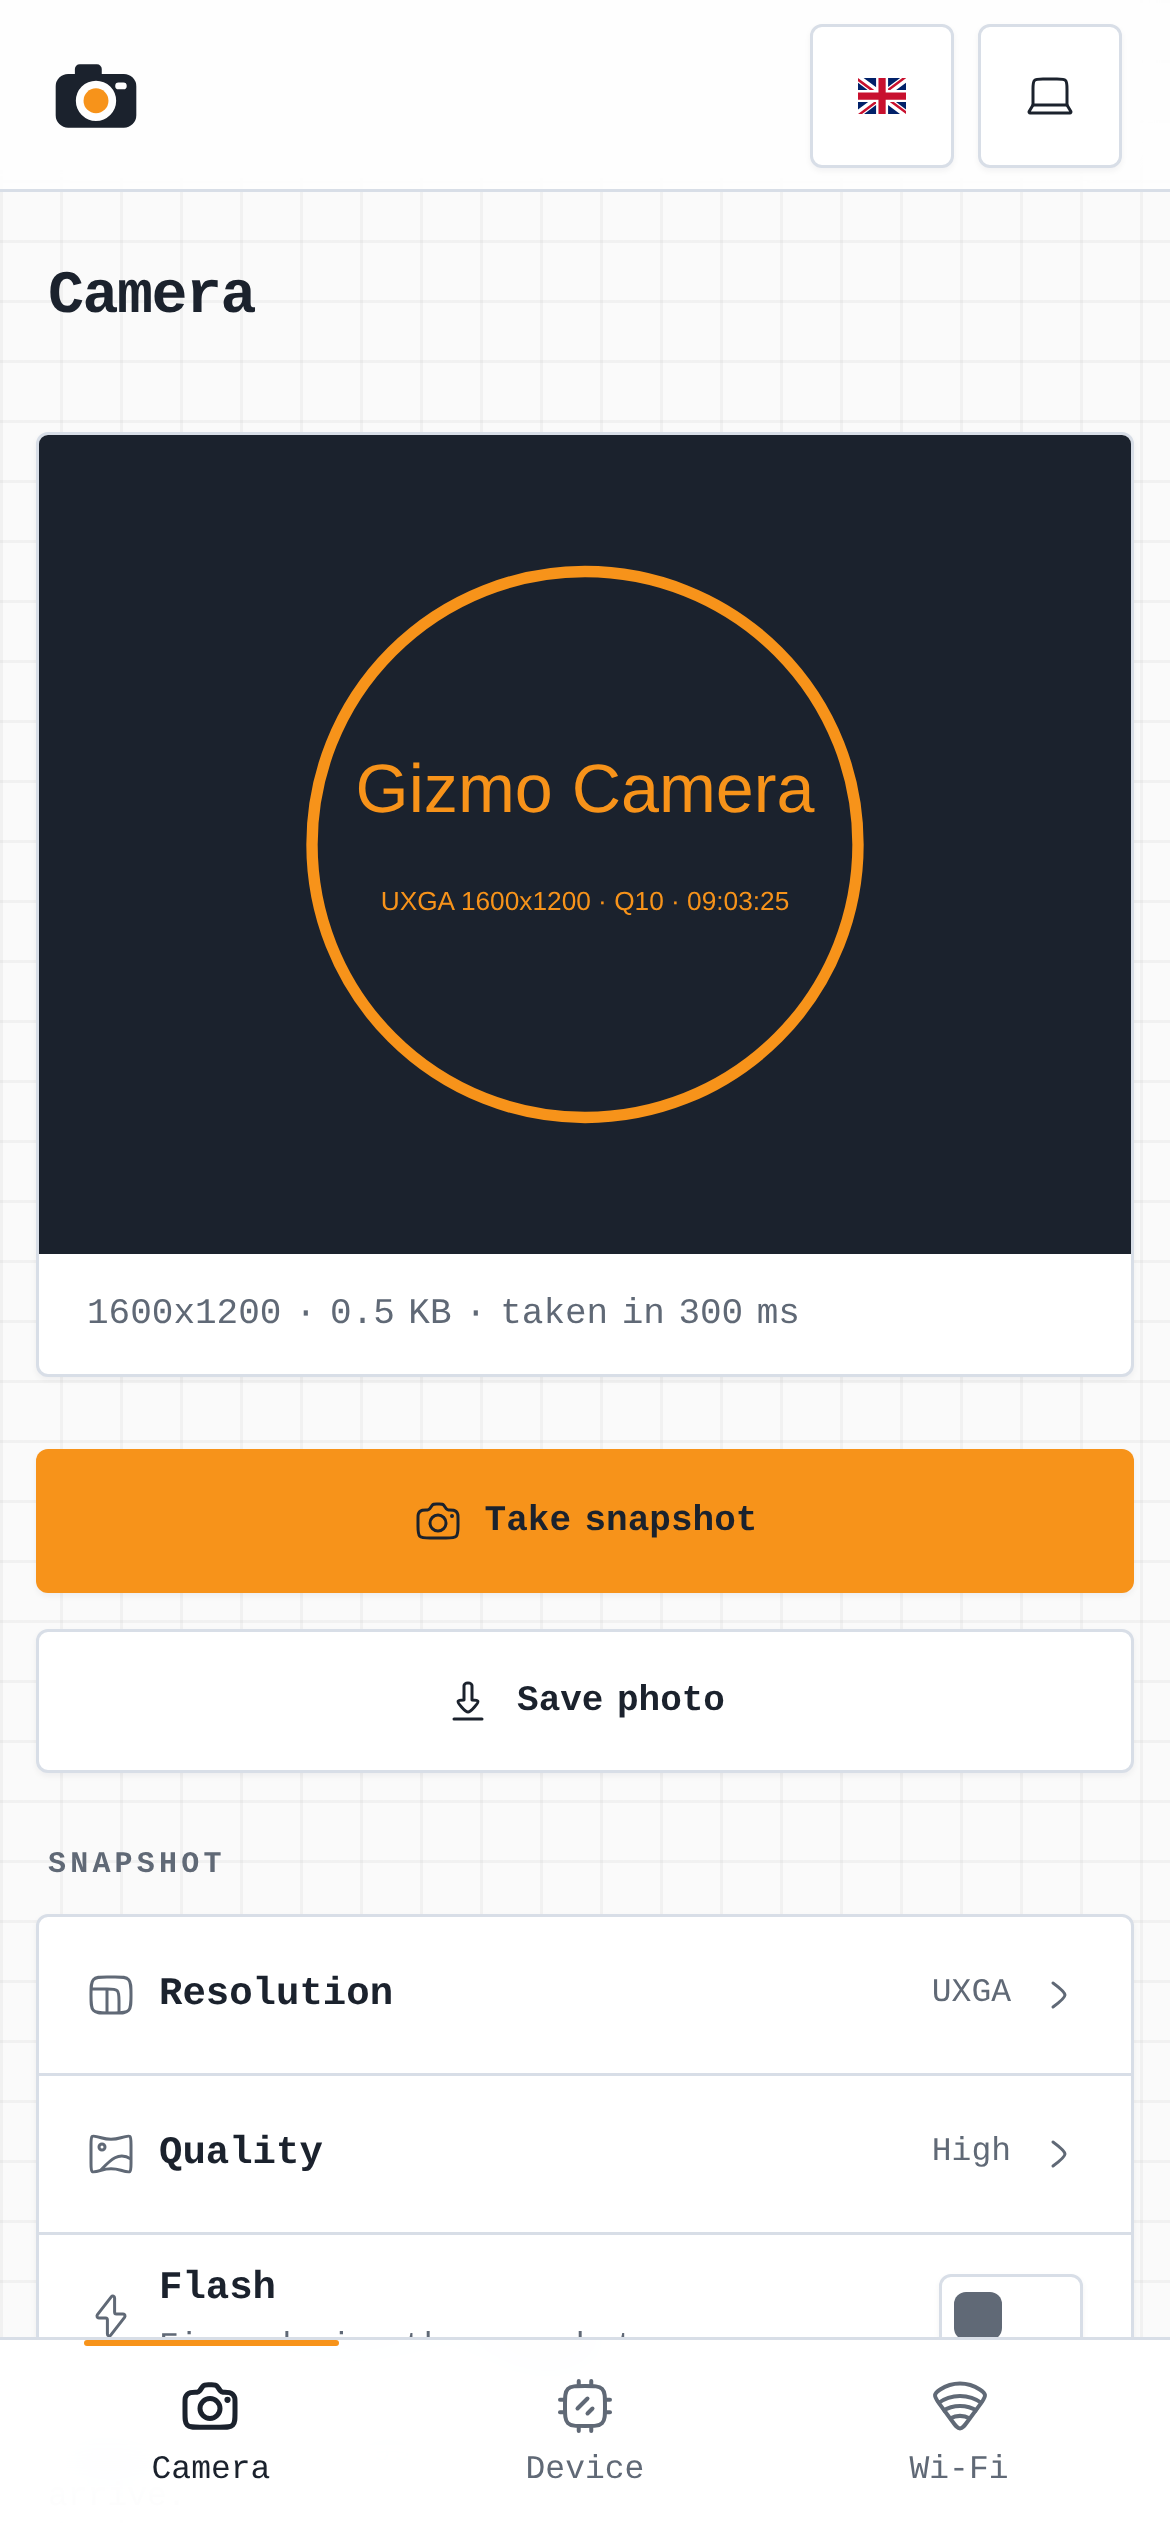 Camera
Gizmo Camera
UXGA 1600x1200 · Q10 · 09:03:25
1600x1200 · 0.5 KB · taken in 300 ms
Take snapshot
Save photo
SNAPSHOT
Resolution UXGA
Quality High
Flash
Camera Device Wi-Fi